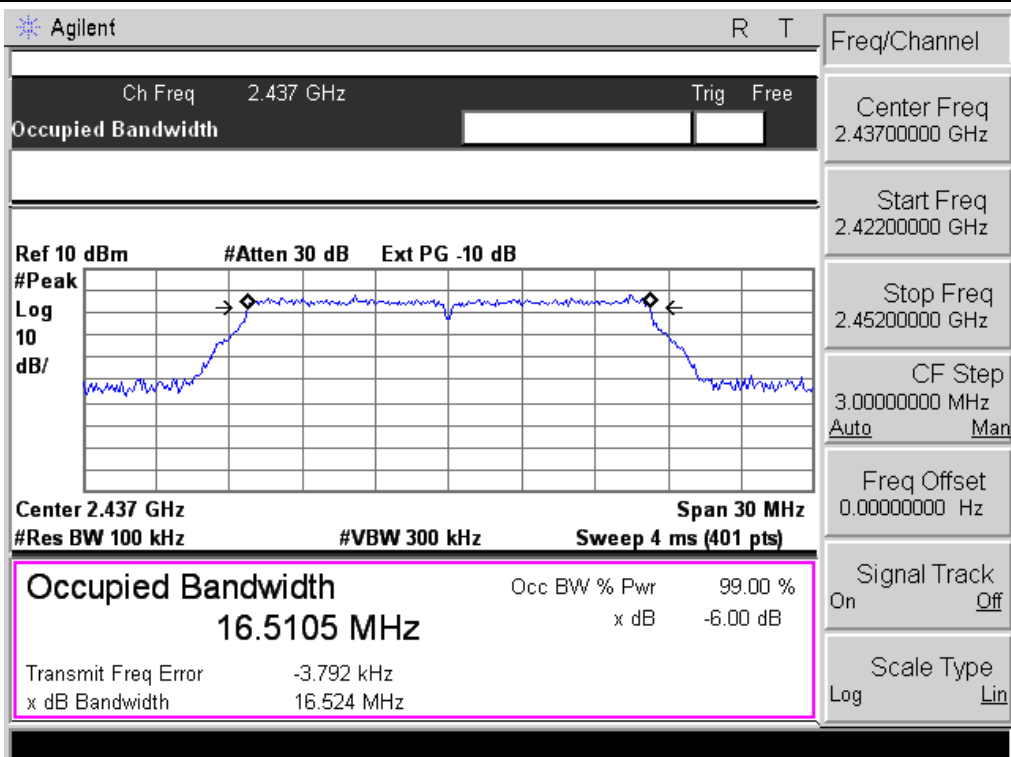 Agilent R T
Ch Freq 2.437 GHz Trig Free
Occupied Bandwidth
Ref 10 dBm #Atten 30 dB Ext PG -10 dB
#Peak
Log
10
dB/
Center 2.437 GHz Span 30 MHz
#Res BW 100 kHz #VBW 300 kHz Sweep 4 ms (401 pts)
Occupied Bandwidth
16.5105 MHz
Occ BW % Pwr 99.00 %
x dB -6.00 dB
Transmit Freq Error -3.792 kHz
x dB Bandwidth 16.524 MHz
Freq/Channel
Center Freq
2.43700000 GHz
Start Freq
2.42200000 GHz
Stop Freq
2.45200000 GHz
CF Step
3.00000000 MHz
Auto Man
Freq Offset
0.00000000 Hz
Signal Track
On Off
Scale Type
Log Lin